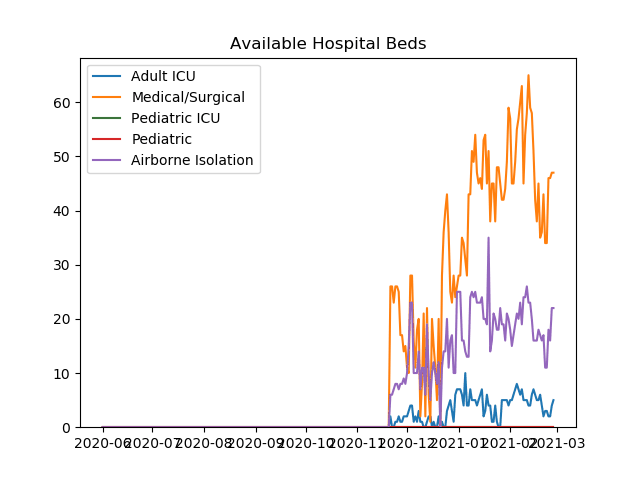 Available Hospital Beds
Adult ICU
Medical/Surgical
Pediatric ICU
Pediatric
Airborne Isolation
60
50
40
30
20
10
0
2020-06 2020-07 2020-08 2020-09 2020-10 2020-11 2020-12 2021-01 2021-02 2021-03